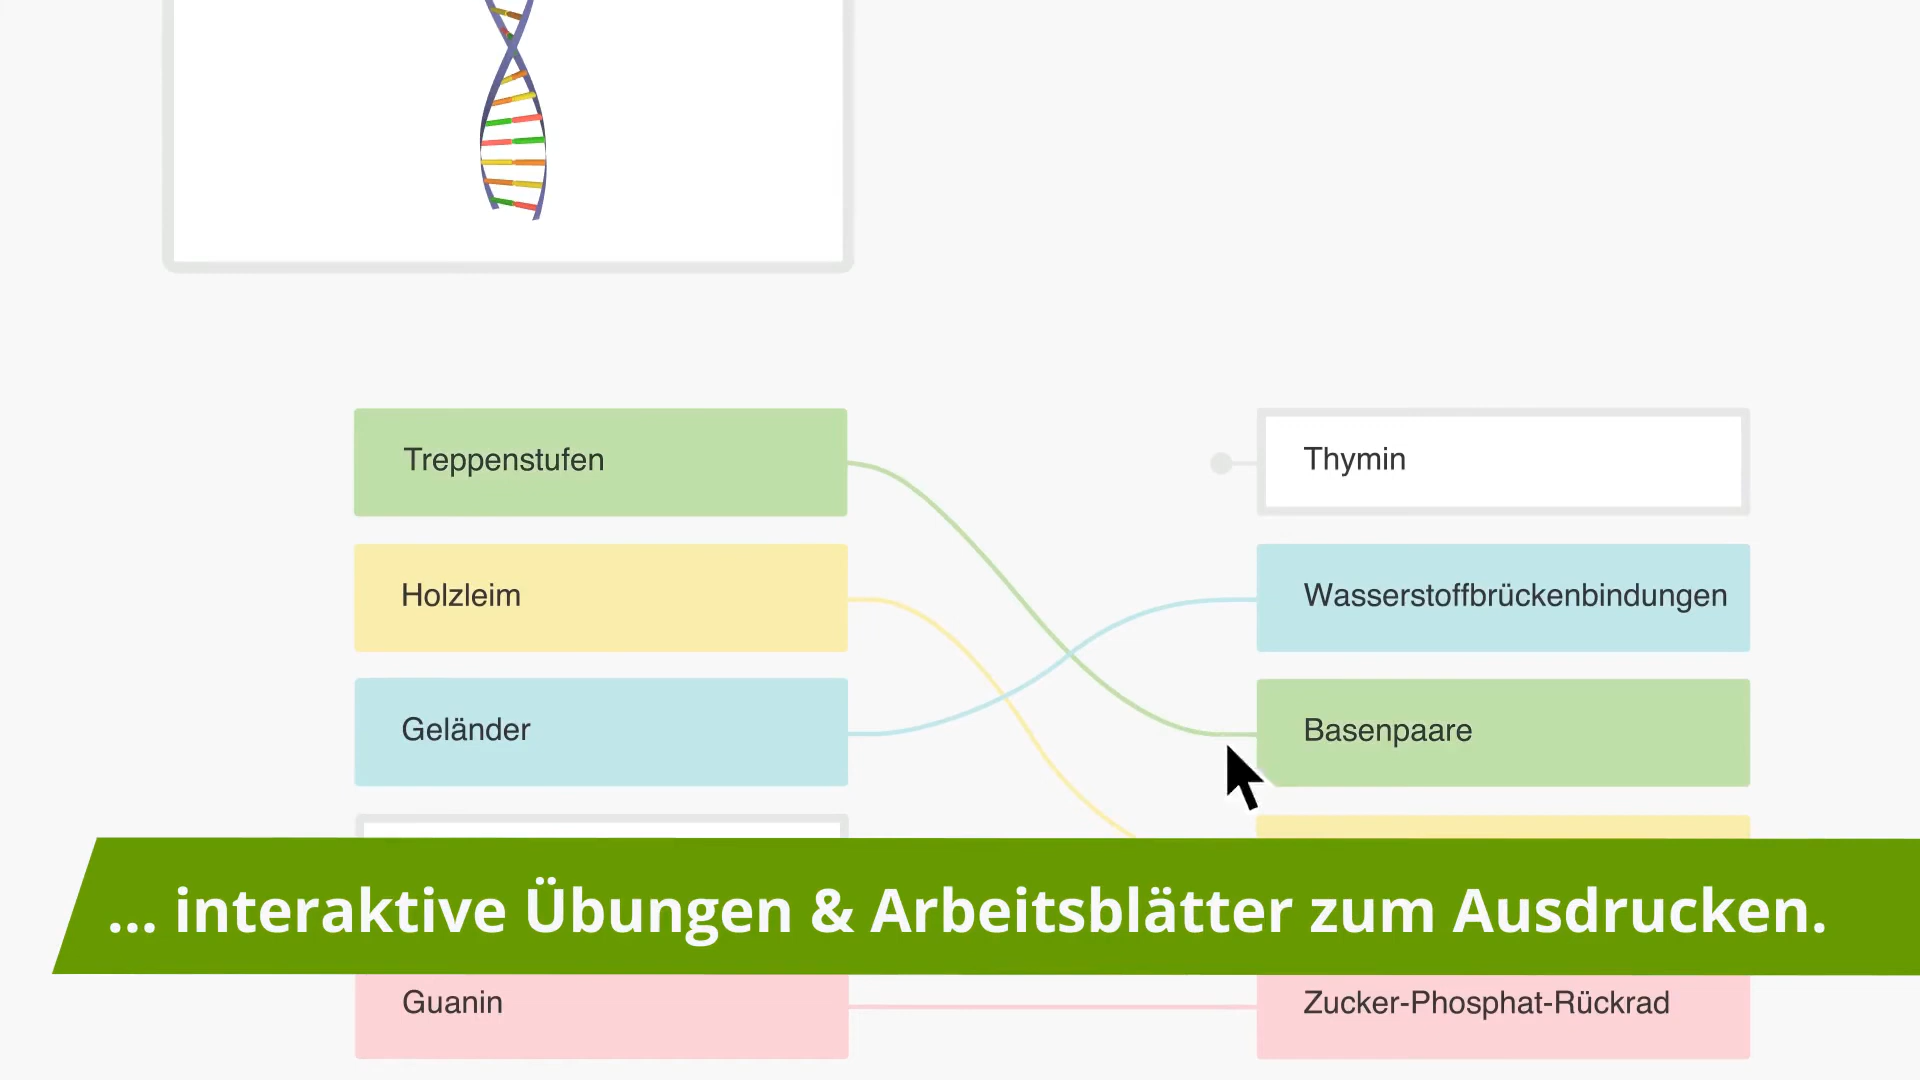 Treppenstufen
Thymin
Holzleim
Wasserstoffbrückenbindungen
Geländer
Basenpaare
... interaktive Übungen & Arbeitsblätter zum Ausdrucken.
Guanin
Zucker-Phosphat-Rückrad